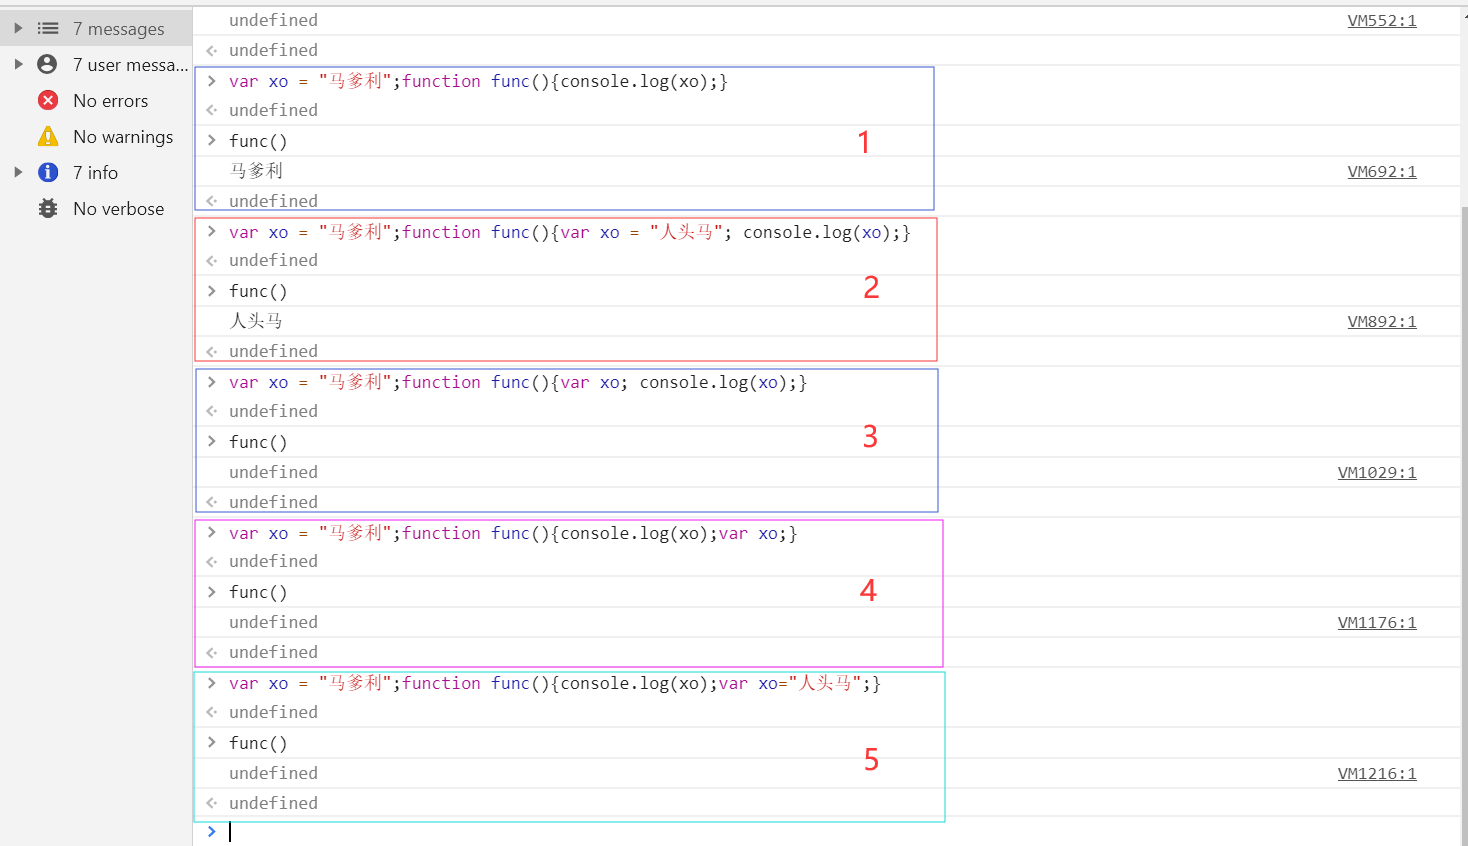 7 messages
7 user messa...
No errors
No warnings
7 info
No verbose
undefined VM552:1
undefined
var xo = "马爹利";function func(){console.log(xo);}
undefined
func()
1
马爹利 VM692:1
undefined
var xo = "马爹利";function func(){var xo = "人头马"; console.log(xo);}
undefined
func()
2
人头马 VM892:1
undefined
var xo = "马爹利";function func(){var xo; console.log(xo);}
undefined
func()
3
undefined VM1029:1
undefined
var xo = "马爹利";function func(){console.log(xo);var xo;}
undefined
func()
4
undefined VM1176:1
undefined
var xo = "马爹利";function func(){console.log(xo);var xo="人头马";}
undefined
func()
5
undefined VM1216:1
undefined